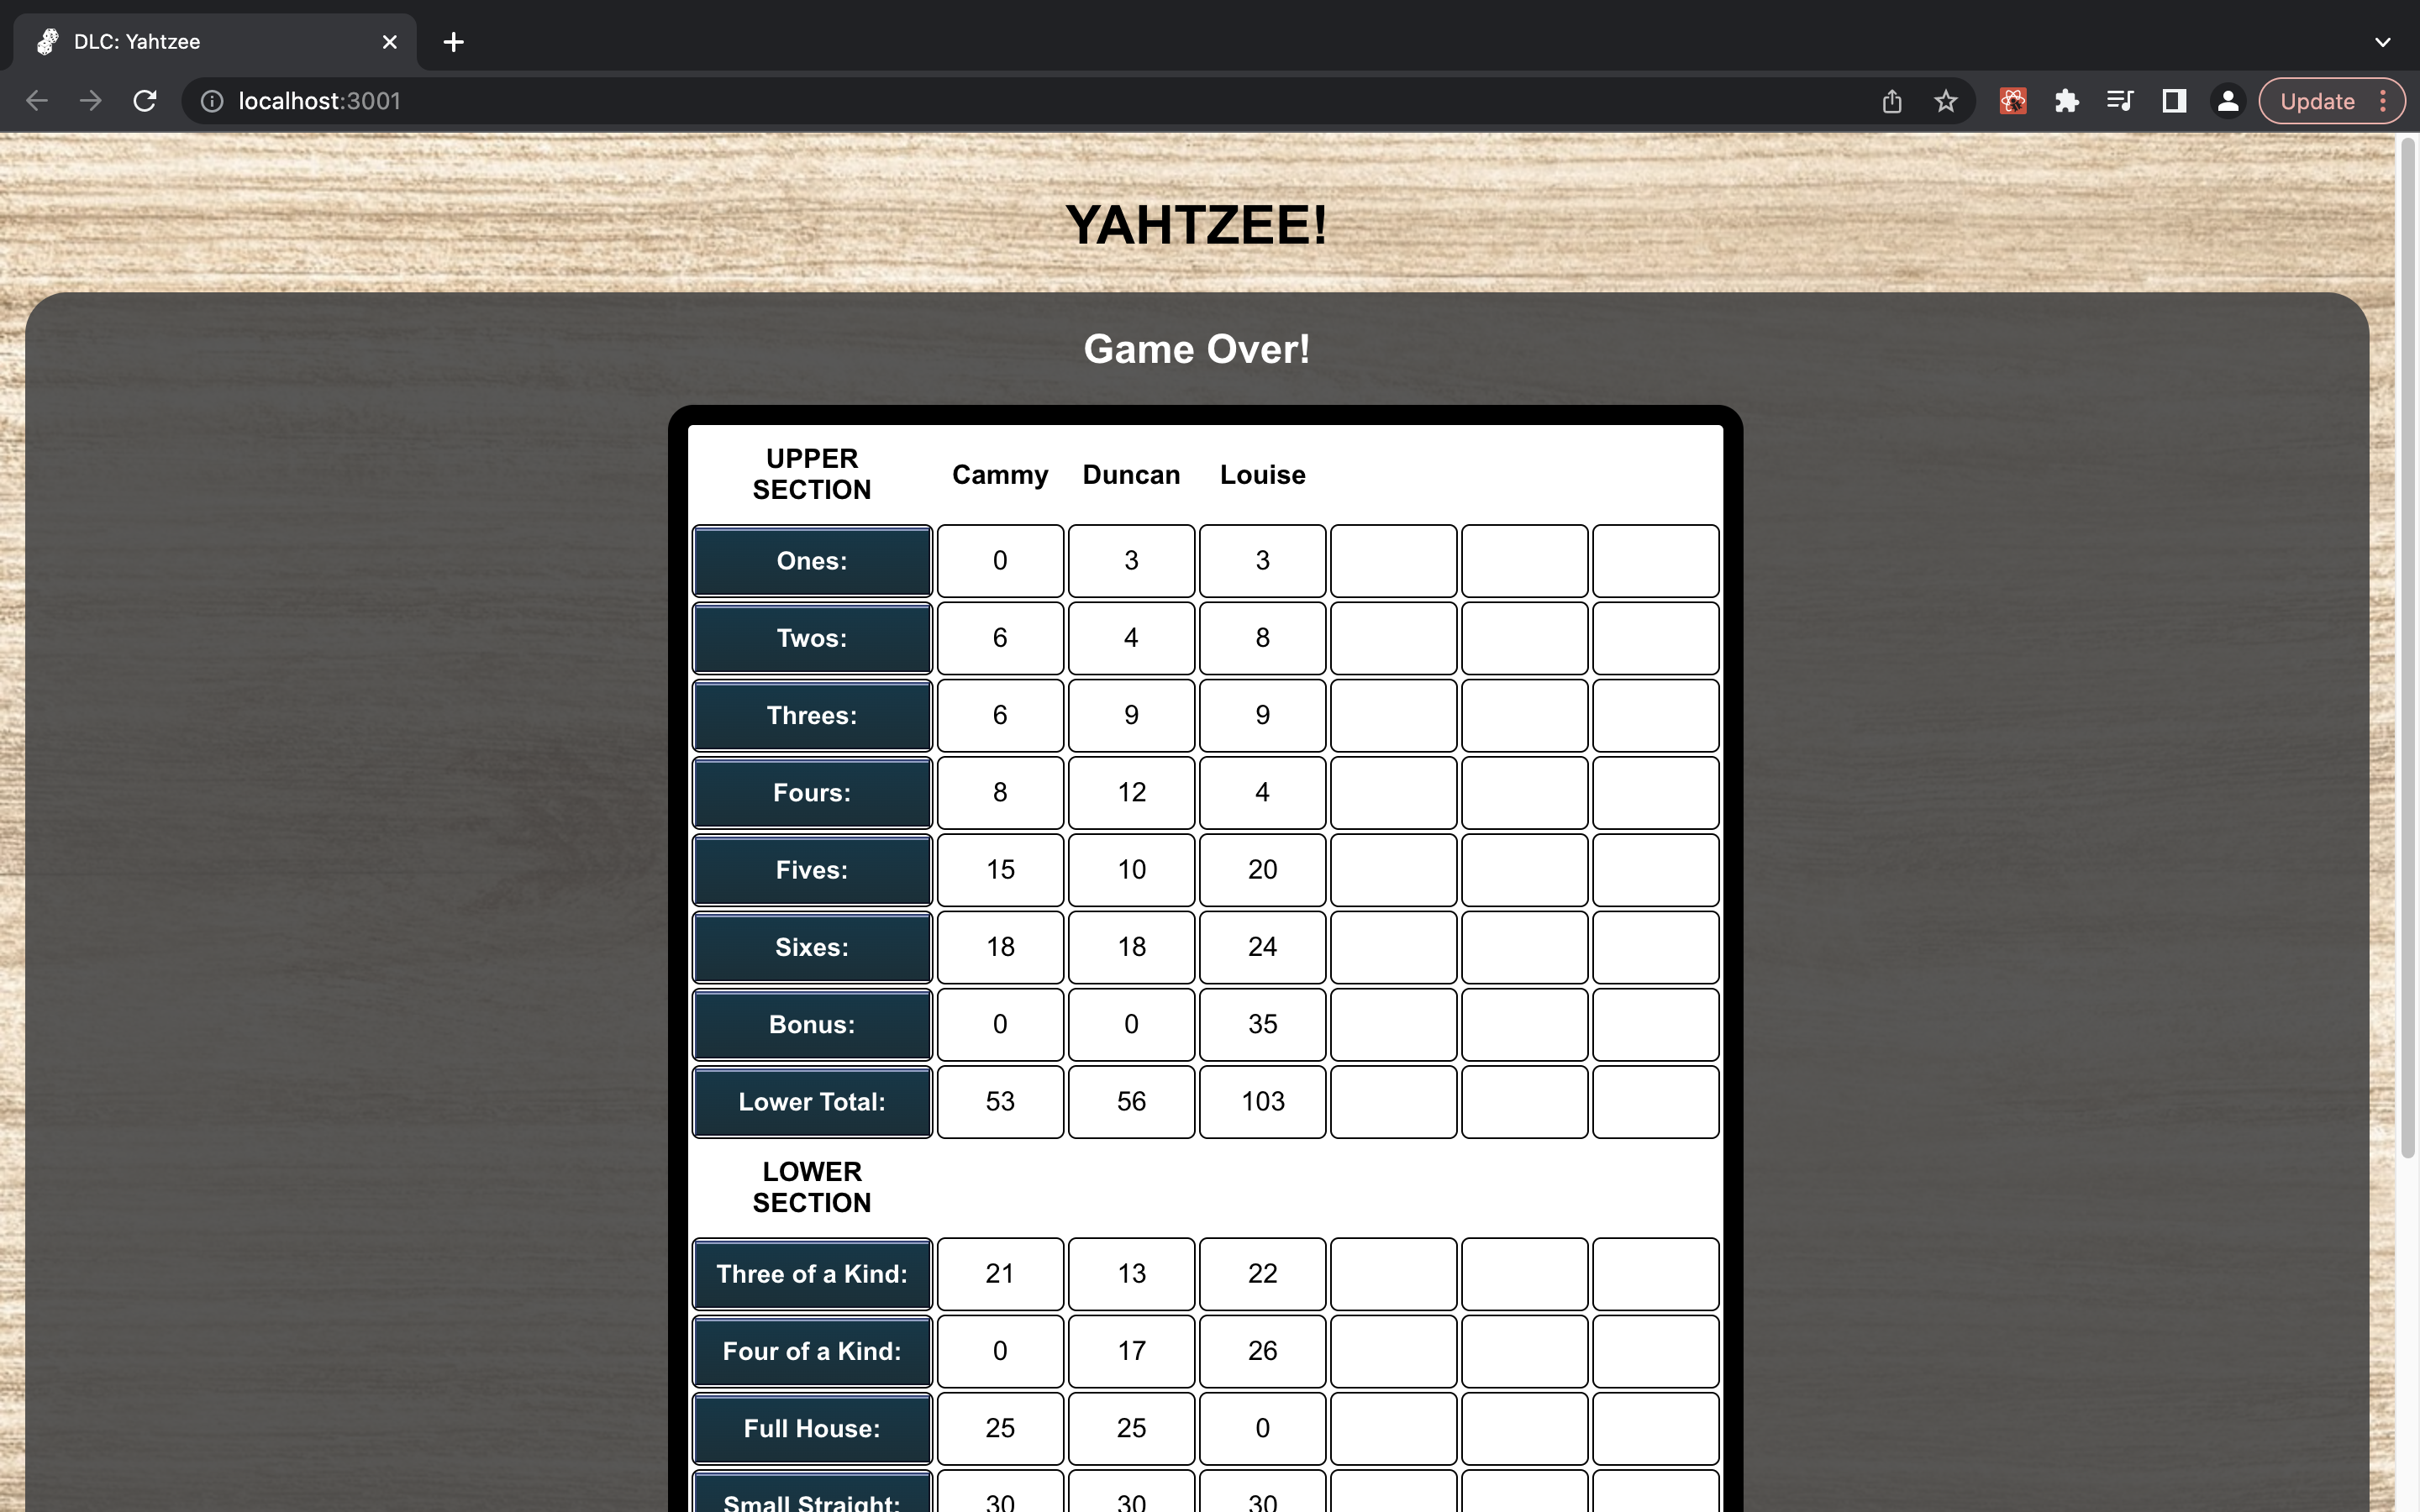 DLC: Yahtzee
localhost:3001
Update
YAHTZEE!
Game Over!
UPPER SECTION Cammy Duncan Louise
Ones: 0 3 3
Twos: 6 4 8
Threes: 6 9 9
Fours: 8 12 4
Fives: 15 10 20
Sixes: 18 18 24
Bonus: 0 0 35
Lower Total: 53 56 103
LOWER SECTION
Three of a Kind: 21 13 22
Four of a Kind: 0 17 26
Full House: 25 25 0
Small Straight: 30 30 30